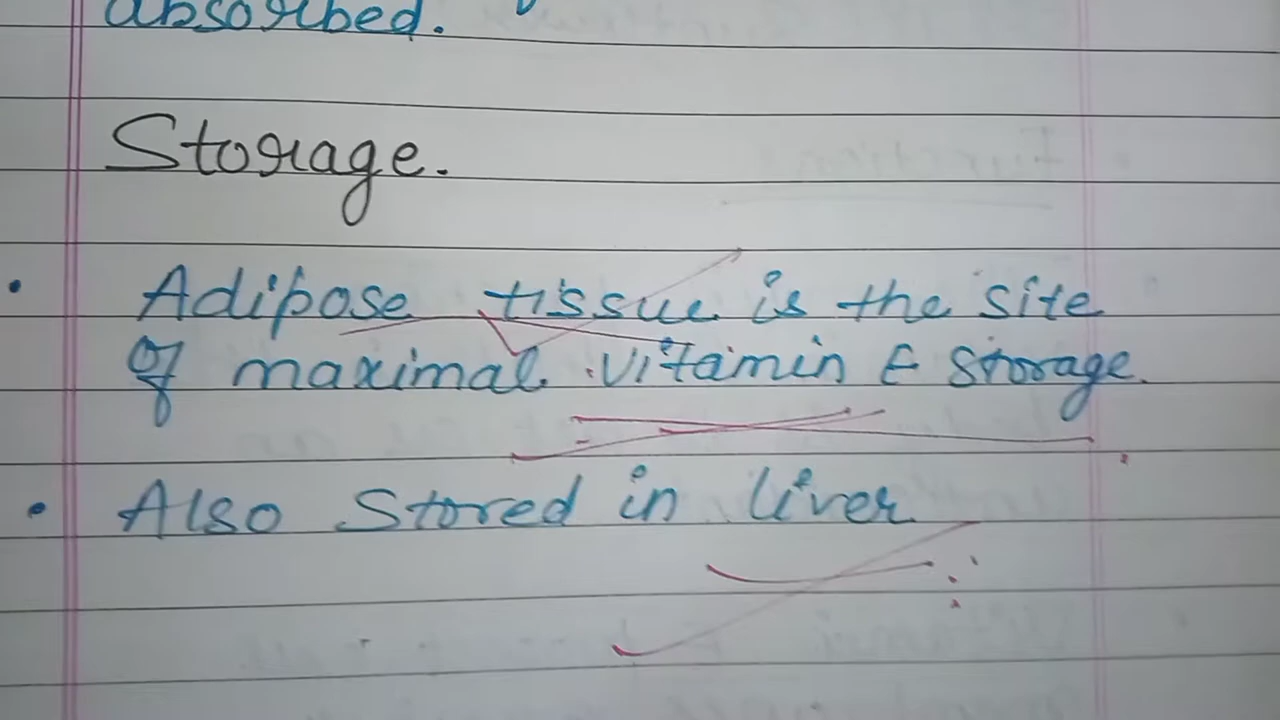 absorbed.
Storage.
• Adipose tissue is the site
of maximal vitamin E storage.
• Also Stored in liver